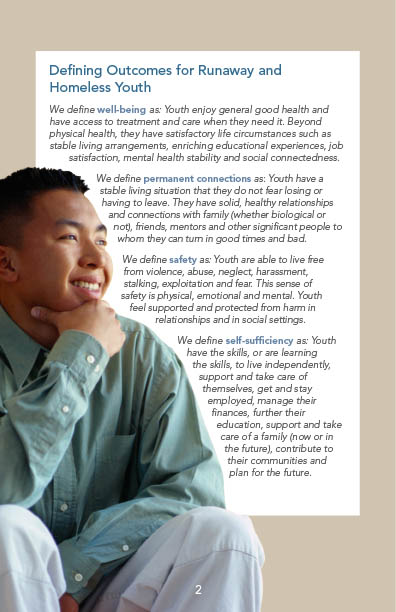 Defining Outcomes for Runaway and
Homeless Youth
We define well-being as: Youth enjoy general good health and
have access to treatment and care when they need it. Beyond
physical health, they have satisfactory life circumstances such as
stable living arrangements, enriching educational experiences, job
satisfaction, mental health stability and social connectedness.
We define permanent connections as: Youth have a
stable living situation that they do not fear losing or
having to leave. They have solid, healthy relationships
and connections with family (whether biological or
not), friends, mentors and other significant people to
whom they can turn in good times and bad.
We define safety as: Youth are able to live free
from violence, abuse, neglect, harassment,
stalking, exploitation and fear. This sense of
safety is physical, emotional and mental. Youth
feel supported and protected from harm in
relationships and in social settings.
We define self-sufficiency as: Youth
have the skills, or are learning
the skills, to live independently,
support and take care of
themselves, get and stay
employed, manage their
finances, further their
education, support and take
care of a family (now or in
the future), contribute to
their communities and
plan for the future.
2